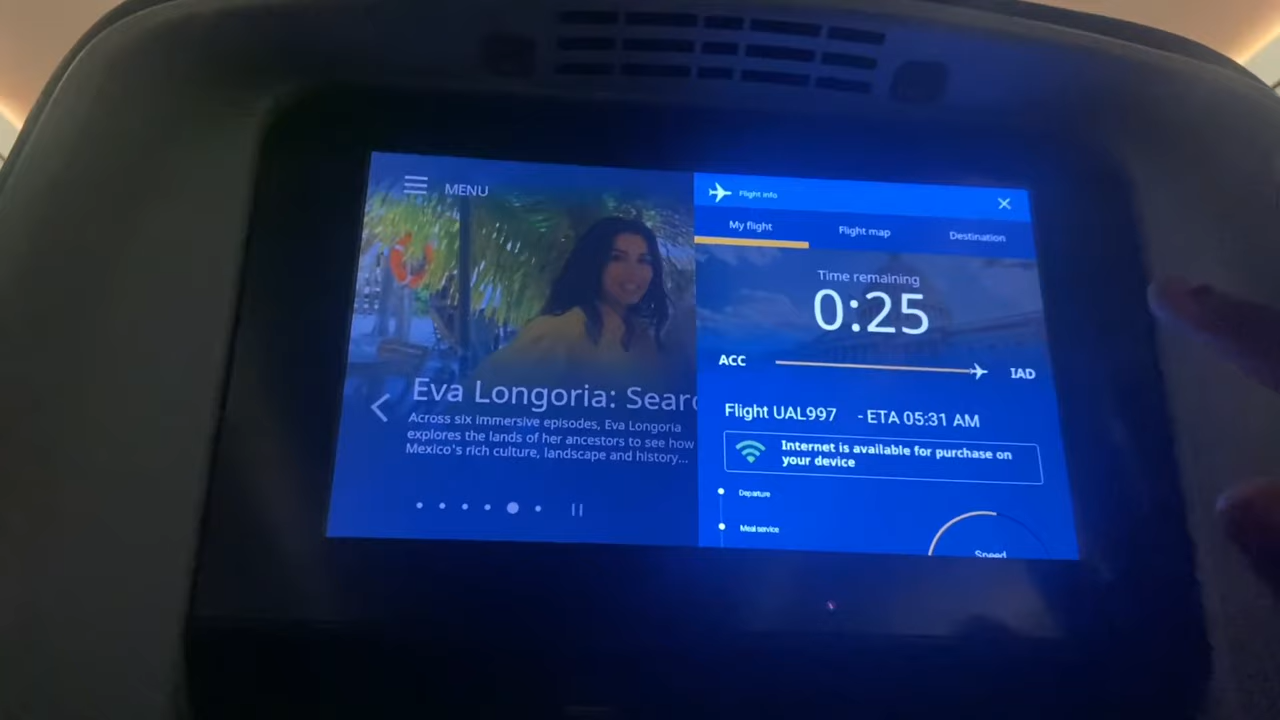 MENU
Eva Longoria: Sear
Across six immersive episodes, Eva Longoria
explores the lands of her ancestors to see how
Mexico's rich culture, landscape and history...
Flight info
My flight
Flight map
Destination
Time remaining
0:25
ACC
IAD
Flight UAL997 - ETA 05:31 AM
Internet is available for purchase on
your device
Departure
Meal service
Speed